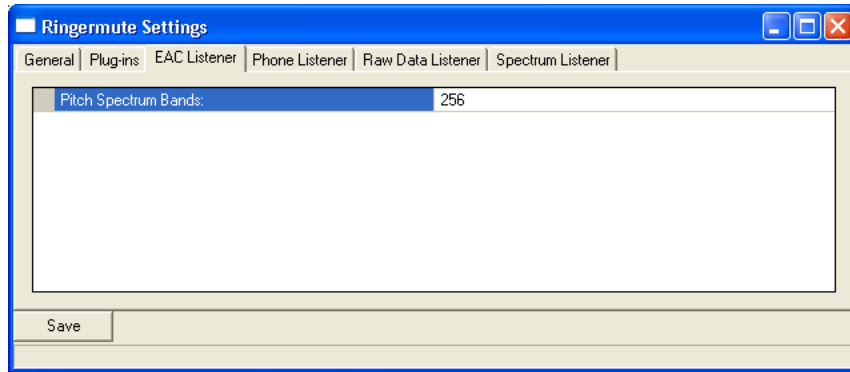 Ringermute Settings
General Plug-ins EAC Listener Phone Listener Raw Data Listener Spectrum Listener
Pitch Spectrum Bands: 256
Save